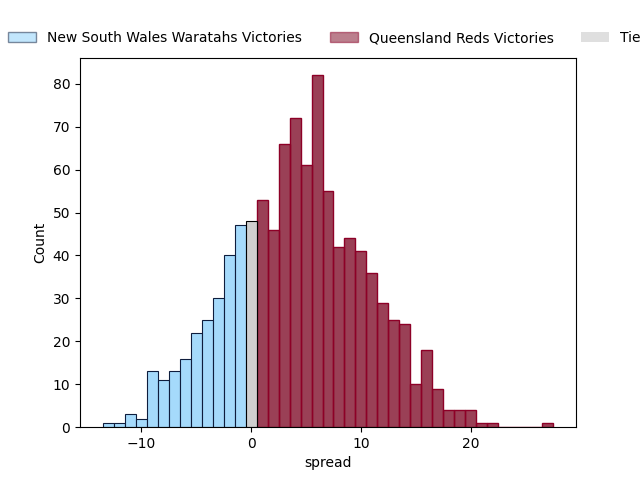 New South Wales Waratahs Victories Queensland Reds Victories Tie
80
70
60
50
40
30
20
10
0
Count
−10 0 10 20
spread